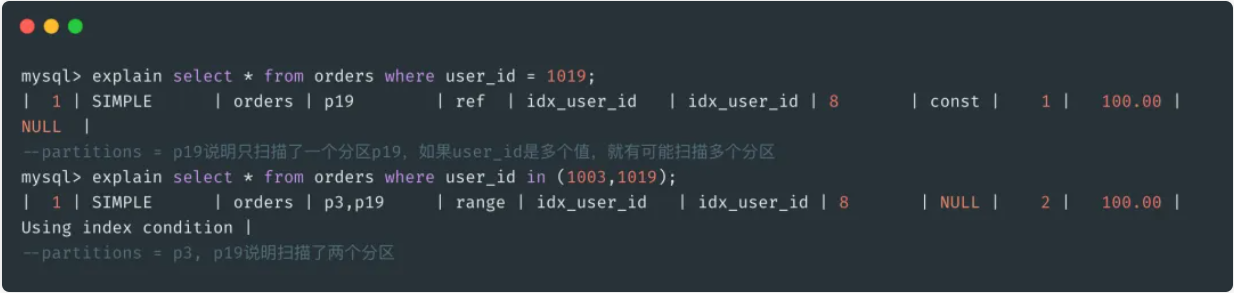 mysql> explain select * from orders where user_id = 1019;
|  1 | SIMPLE      | orders | p19        | ref  | idx_user_id   | idx_user_id | 8       | const |    1 |   100.00 |
NULL  |
--partitions = p19说明只扫描了一个分区p19，如果user_id是多个值，就有可能扫描多个分区
mysql> explain select * from orders where user_id in (1003,1019);
|  1 | SIMPLE      | orders | p3,p19     | range | idx_user_id   | idx_user_id | 8       | NULL |    2 |   100.00 |
Using index condition |
--partitions = p3, p19说明扫描了两个分区